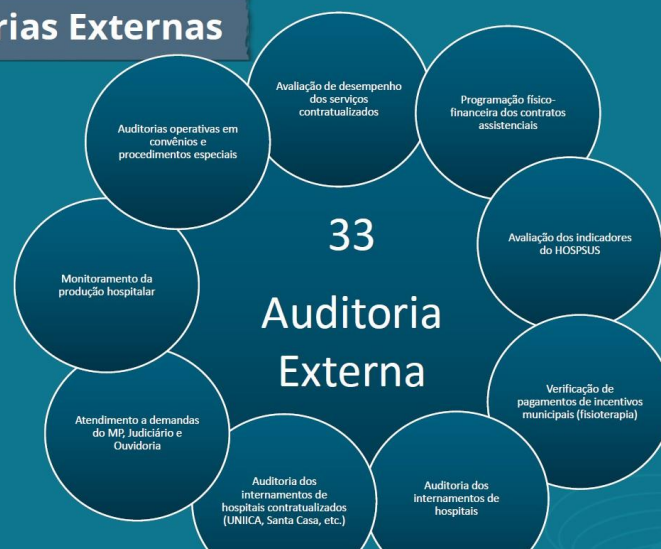 rias Externas
Avaliação de desempenho
dos serviços
contratualizados
Programação físico-
financeira dos contratos
assistenciais
Avaliação dos indicadores
do HOSPSUS
Verificação de
pagamentos de incentivos
municipais (fisioterapia)
Auditoria dos
internamentos de
hospitais
Auditoria dos
internamentos de
hospitais contratualizados
(UNIICA, Santa Casa, etc.)
Atendimento a demandas
do MP, Judiciário e
Ouvidoria
Monitoramento da
produção hospitalar
Auditorias operativas em
convênios e
procedimentos especiais
33
Auditoria
Externa